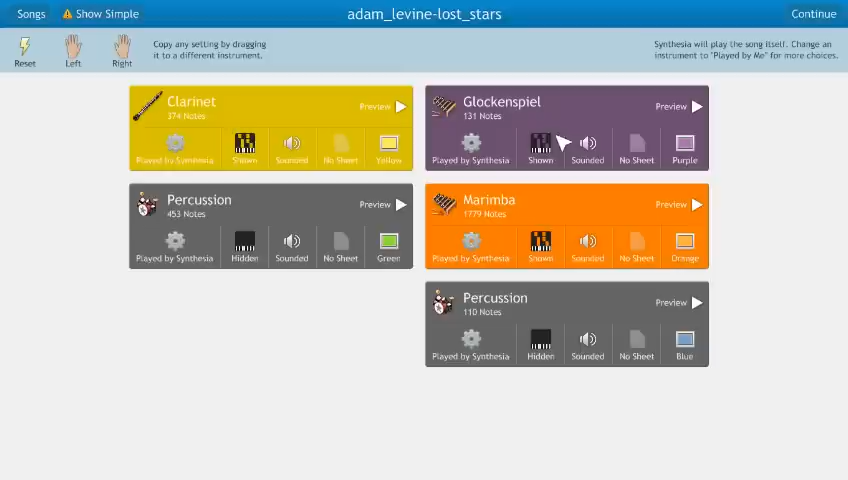 Songs
Show Simple
adam_levine-lost_stars
Continue
Reset
Left
Right
Copy any setting by dragging
it to a different instrument.
Synthesia will play the song itself. Change an
instrument to "Played by Me" for more choices.
Clarinet
374 Notes
Preview
Played by Synthesia
Shown
Sounded
No Sheet
Yellow
Glockenspiel
131 Notes
Preview
Played by Synthesia
Shown
Sounded
No Sheet
Purple
Percussion
453 Notes
Preview
Played by Synthesia
Hidden
Sounded
No Sheet
Green
Marimba
1779 Notes
Preview
Played by Synthesia
Shown
Sounded
No Sheet
Orange
Percussion
110 Notes
Preview
Played by Synthesia
Hidden
Sounded
No Sheet
Blue